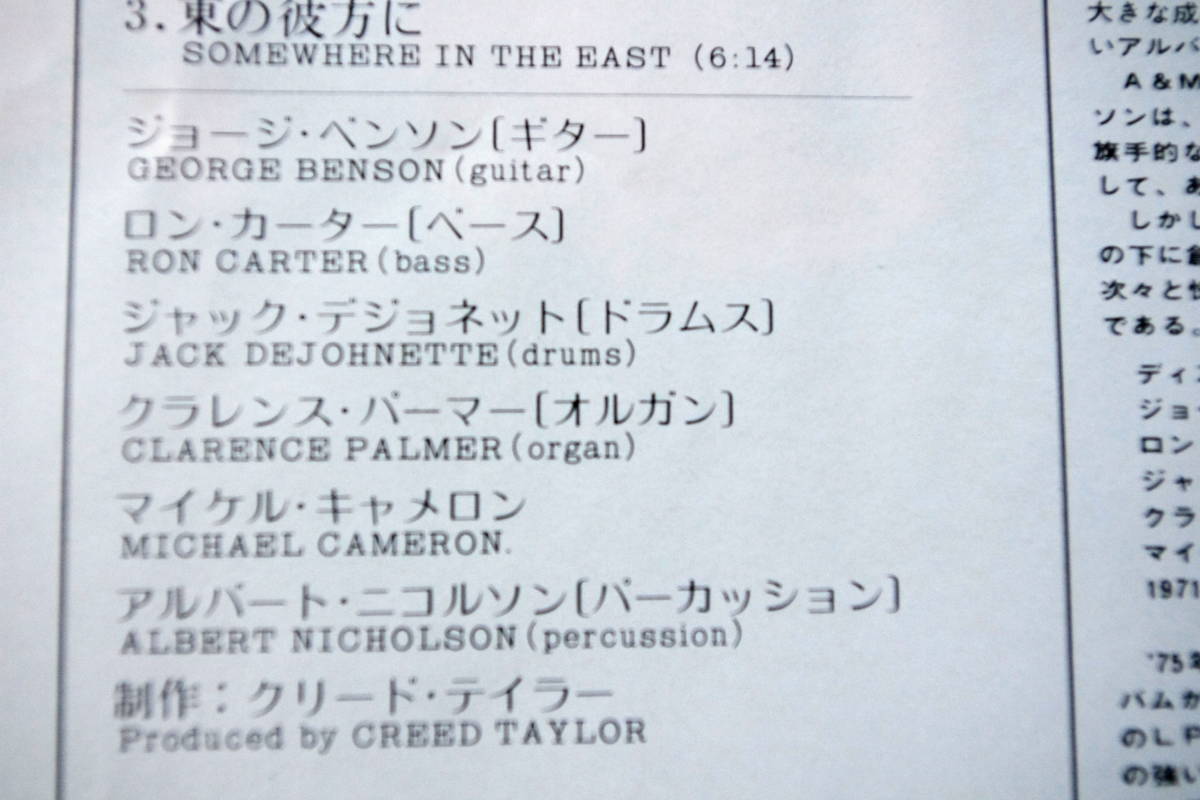 3. 東の彼方に
SOMEWHERE IN THE EAST (6:14)
ジョージ・ベンソン〔ギター〕
GEORGE BENSON (guitar)
ロン・カーター〔ベース〕
RON CARTER (bass)
ジャック・デジョネット〔ドラムス〕
JACK DEJOHNETTE (drums)
クラレンス・パーマー〔オルガン〕
CLARENCE PALMER (organ)
マイケル・キャメロン
MICHAEL CAMERON.
アルバート・ニコルソン〔パーカッション〕
ALBERT NICHOLSON (percussion)
制作：クリード・テイラー
Produced by CREED TAYLOR
大きな成
いアルバ
A & M
ソンは、
旗手的な
して、あ
しかし
の下に
次々と
である。
ディス
ジョ
ロン
ジャ
クラ
マイ
1971
'75年
バムか
のLP
の強い